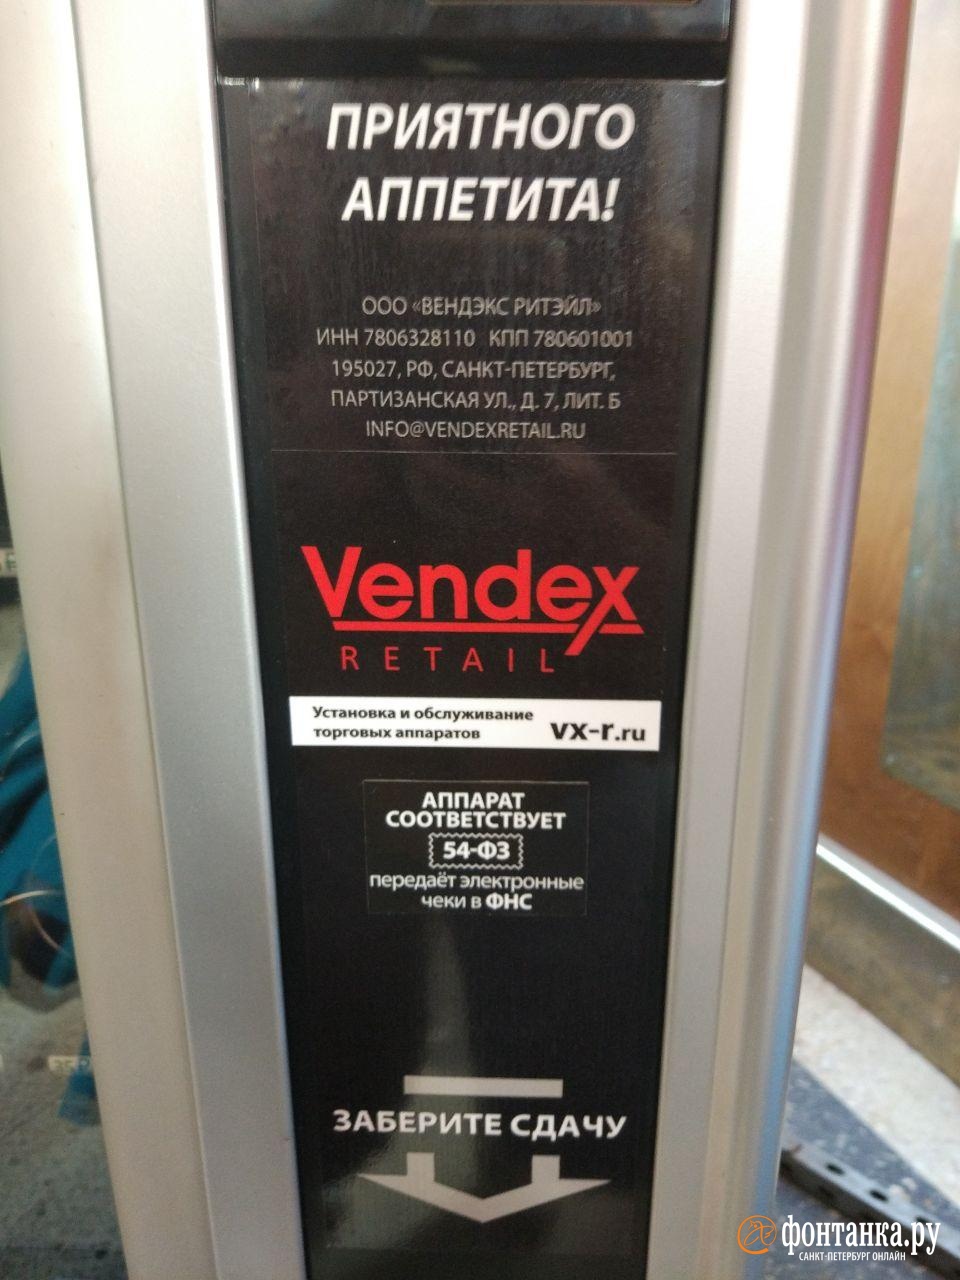 ПРИЯТНОГО
АППЕТИТА!
ООО «ВЕНДЭКС РИТЭЙЛ»
ИНН 7806328110 КПП 780601001
195027, РФ, САНКТ-ПЕТЕРБУРГ,
ПАРТИЗАНСКАЯ УЛ., Д. 7, ЛИТ. Б
INFO@VENDEXRETAIL.RU
Vendex
RETAIL
Установка и обслуживание
торговых аппаратов vx-r.ru
АППАРАТ
СООТВЕТСТВУЕТ
54-ФЗ
передаёт электронные
чеки в ФНС
ЗАБЕРИТЕ СДАЧУ
фонтанка.ру
САНКТ-ПЕТЕРБУРГ ОНЛАЙН